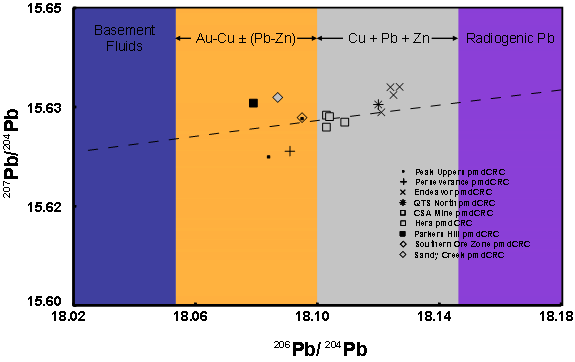 15.65
Basement Fluids
Au-Cu ± (Pb-Zn)
Cu + Pb + Zn
Radiogenic Pb
15.63
207Pb/204Pb
15.62
Peak Uppers pmdCRC
Perseverance pmdCRC
Endeavor pmdCRC
QTS North pmdCRC
CSA Mine pmdCRC
Hera pmdCRC
Parkers Hill pmdCRC
Southern Ore Zone pmdCRC
Sandy Creek pmdCRC
15.60
18.02
18.06
18.10
18.14
18.18
206Pb/ 204Pb